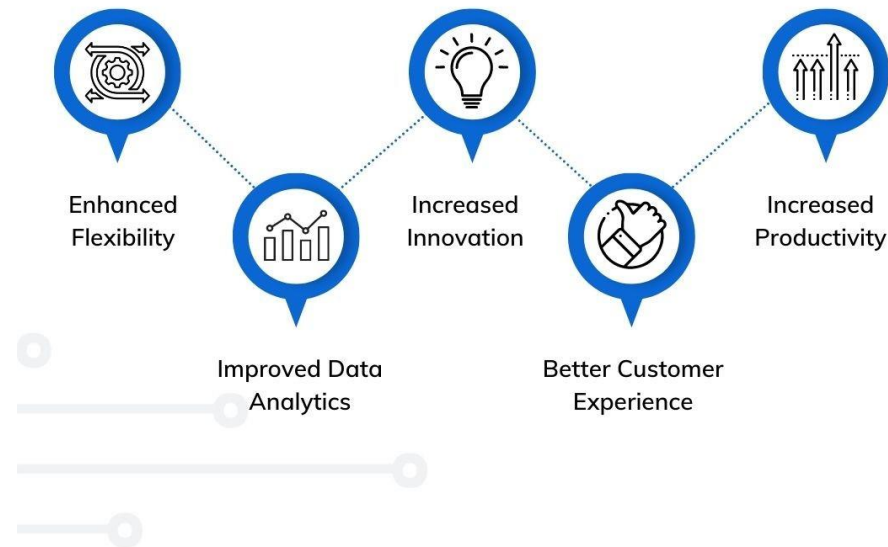 Enhanced
Flexibility
Improved Data
Analytics
Increased
Innovation
Better Customer
Experience
Increased
Productivity